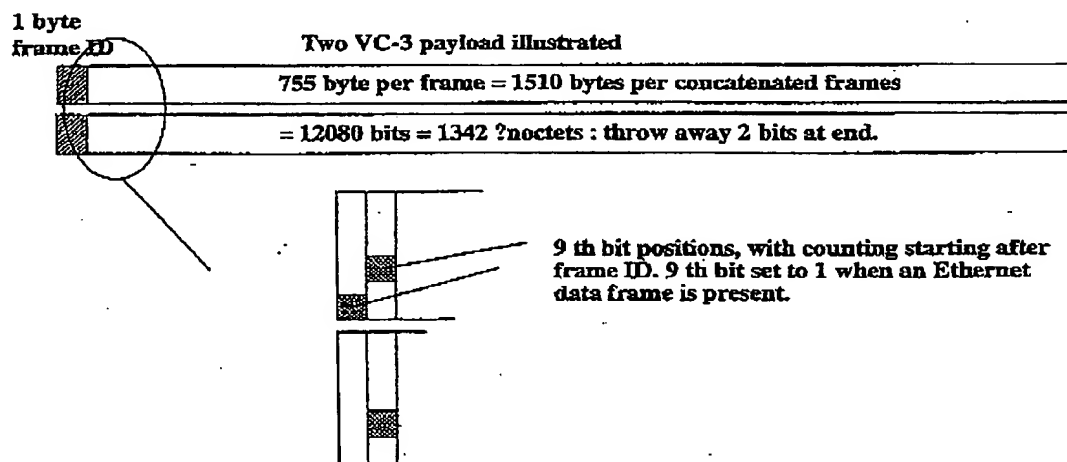 1 byte
frame ID
Two VC-3 payload illustrated
755 byte per frame = 1510 bytes per concatenated frames
= 12080 bits = 1342 ?noctets : throw away 2 bits at end.
9 th bit positions, with counting starting after
frame ID. 9 th bit set to 1 when an Ethernet
data frame is present.